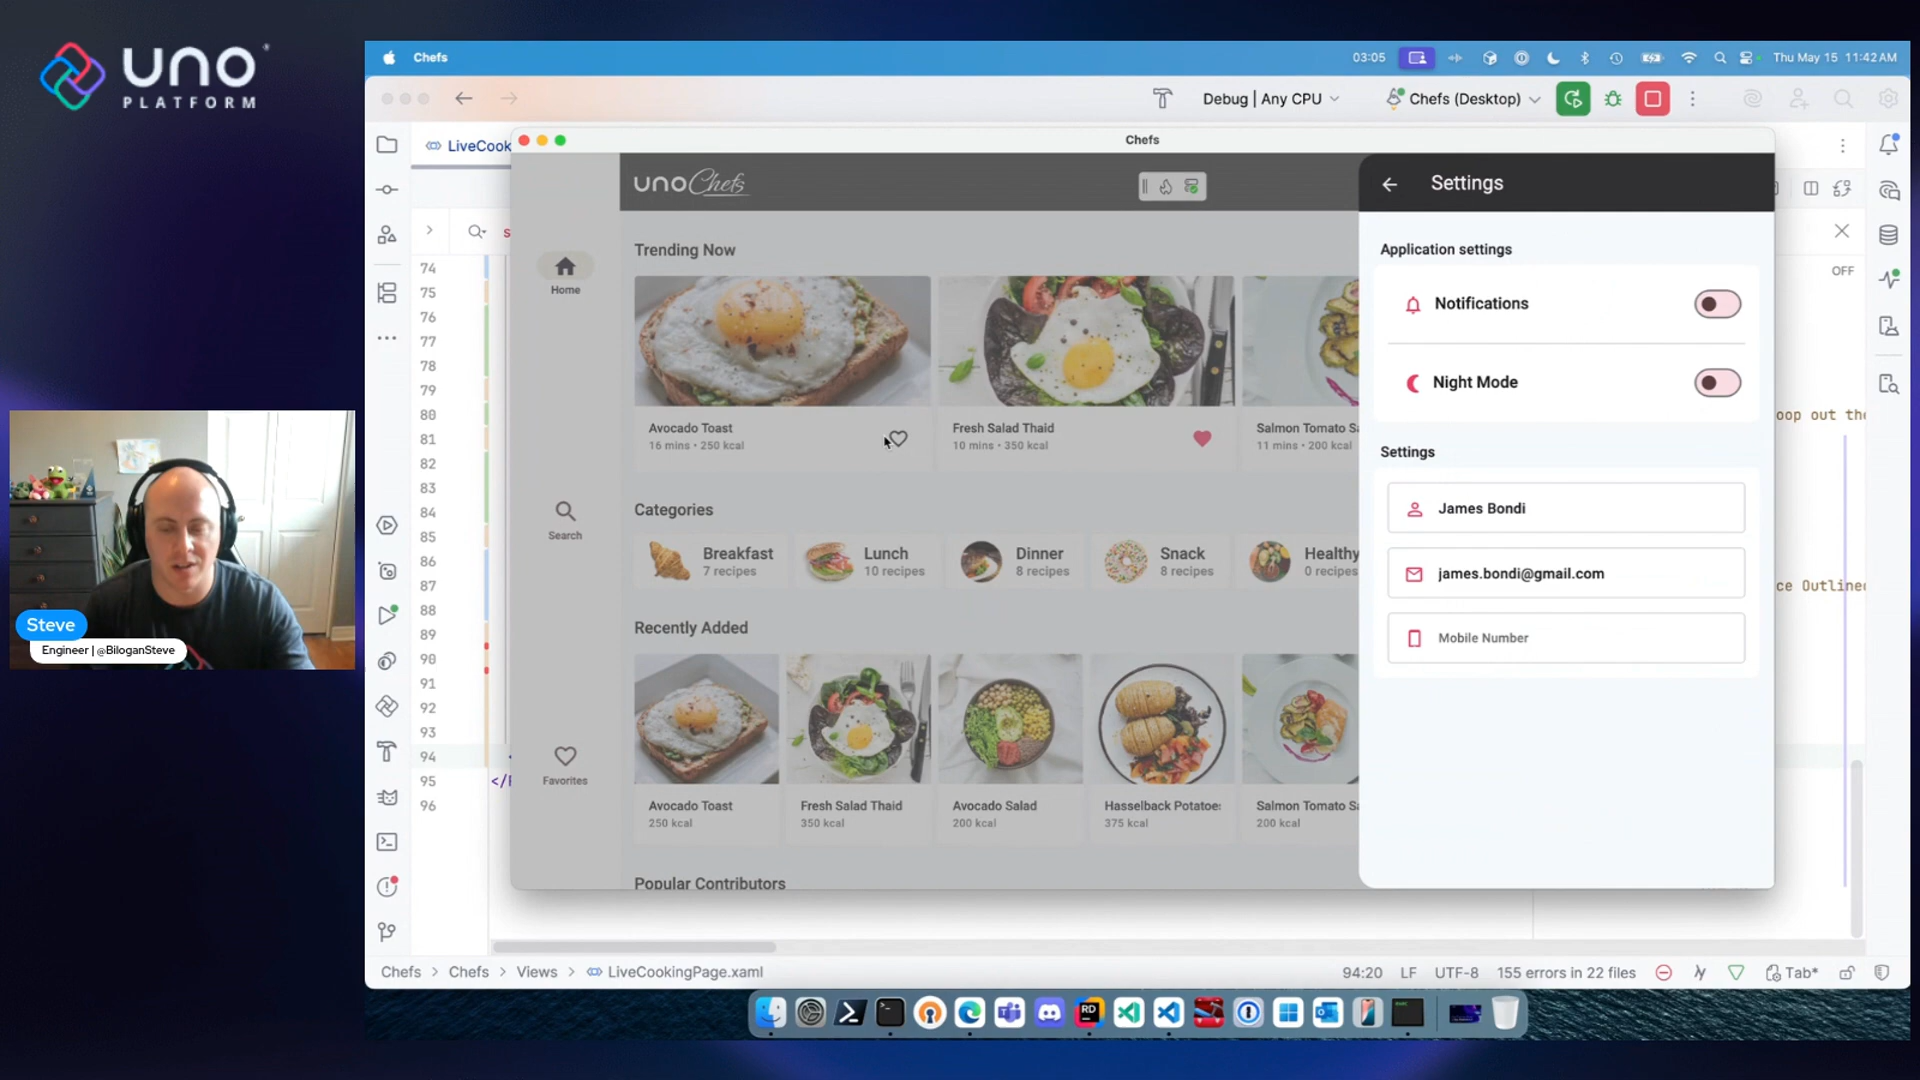 UNO
PLATFORM
Chefs
03:05
Thu May 15 11:42AM
Debug | Any CPU
Chefs (Desktop)
LiveCook
Chefs
UNO Chefs
Settings
OFF
74
75
76
77
78
79
80
81
82
83
84
85
86
87
88
89
90
91
92
93
94
95
96
Home
Search
Favorites
Trending Now
Avocado Toast
16 mins • 250 kcal
Fresh Salad Thaid
10 mins • 350 kcal
Salmon Tomato Sa
11 mins • 200 kcal
Categories
Breakfast
7 recipes
Lunch
10 recipes
Dinner
8 recipes
Snack
8 recipes
Healthy
0 recipes
Recently Added
Avocado Toast
250 kcal
Fresh Salad Thaid
350 kcal
Avocado Salad
200 kcal
Hasselback Potatoe
375 kcal
Salmon Tomato Sa
200 kcal
Popular Contributors
Application settings
Notifications
Night Mode
Settings
James Bondi
james.bondi@gmail.com
Mobile Number
oop out the
ce Outline
Steve
Engineer | @BiloganSteve
Chefs > Chefs > Views > LiveCookingPage.xaml
94:20 LF UTF-8 155 errors in 22 files Tab*
RD